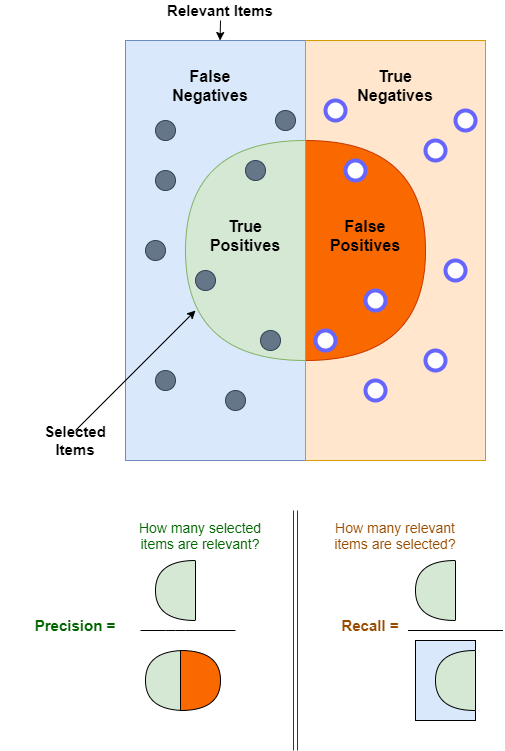 Relevant Items
False
Negatives
True
Negatives
True
Positives
False
Positives
Selected
Items
How many selected
items are relevant?
How many relevant
items are selected?
Precision =
Recall =